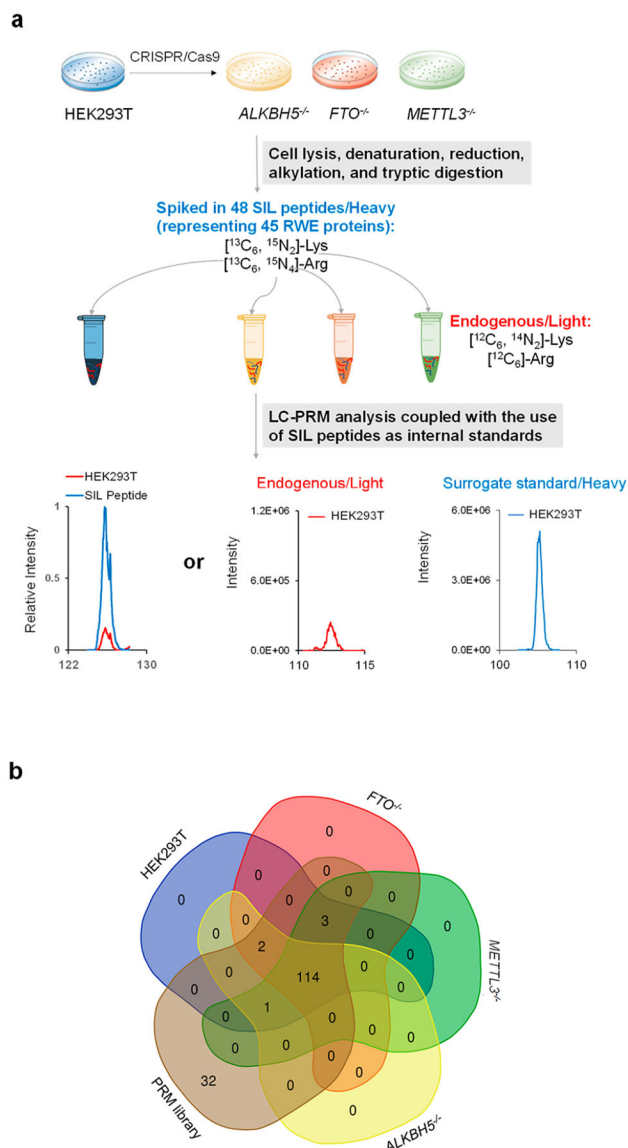 a
CRISPR/Cas9
HEK293T
ALKBH5-/-
FTO-/-
METTL3-/-
Cell lysis, denaturation, reduction,
alkylation, and tryptic digestion
Spiked in 48 SIL peptides/Heavy
(representing 45 RWE proteins):
[¹³C₆, ¹⁵N₂]-Lys
[¹³C₆, ¹⁵N₄]-Arg
Endogenous/Light:
[¹²C₆, ¹⁴N₂]-Lys
[¹²C₆]-Arg
LC-PRM analysis coupled with the use
of SIL peptides as internal standards
HEK293T
SIL Peptide
Relative Intensity
1
0.5
0
122
130
or
Endogenous/Light
Intensity
1.2E+06
6.0E+05
0.0E+00
HEK293T
110
115
Surrogate standard/Heavy
Intensity
6.0E+06
3.0E+06
0.0E+00
HEK293T
100
110
b
FTO-/-
HEK293T
METTL3-/-
ALKBH5-/-
PRM library
0
0
0
0
0
0
0
0
0
3
0
0
0
2
0
0
114
0
0
0
0
1
0
0
0
0
0
0
32
0
0
0